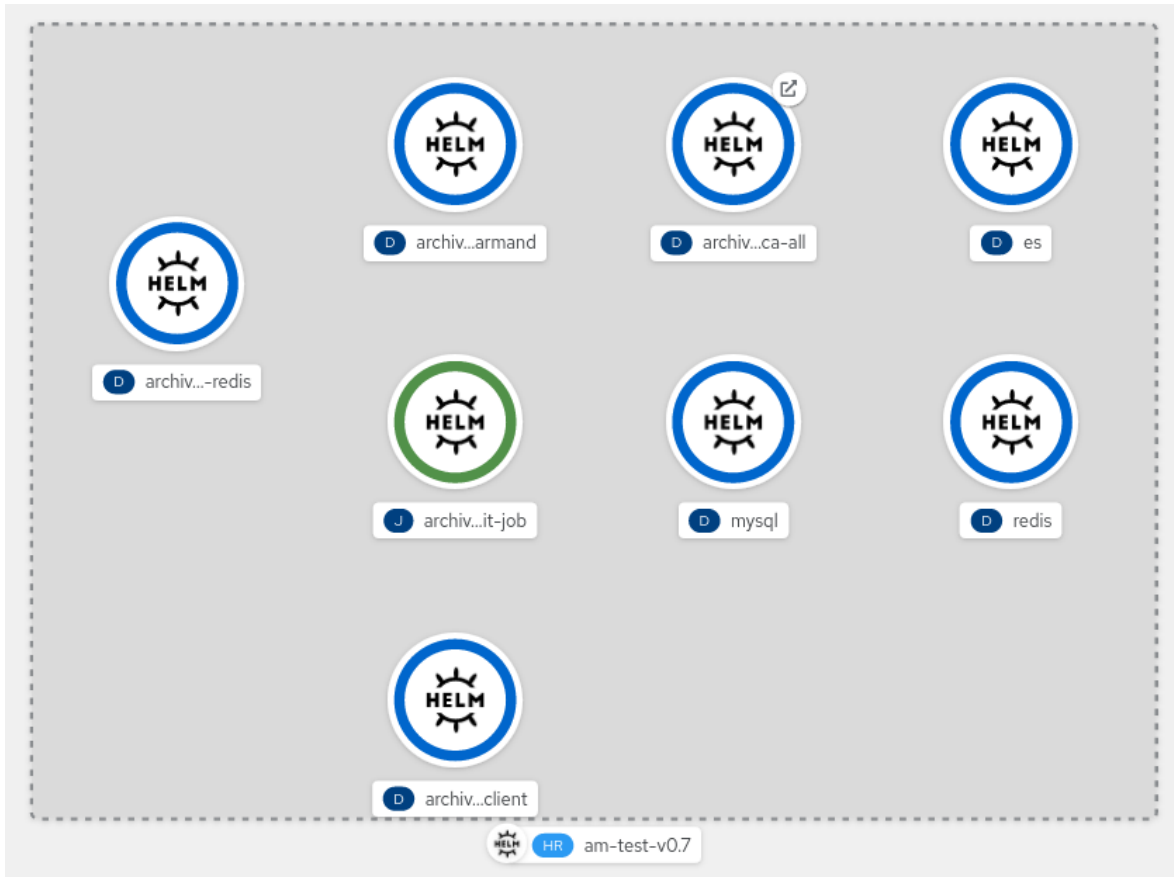 HELM
HELM
HELM
D archiv...armand
D archiv...ca-all
D es
HELM
D archiv...-redis
HELM
HELM
HELM
J archiv...it-job
D mysql
D redis
HELM
D archiv...client
HELM HR am-test-v0.7